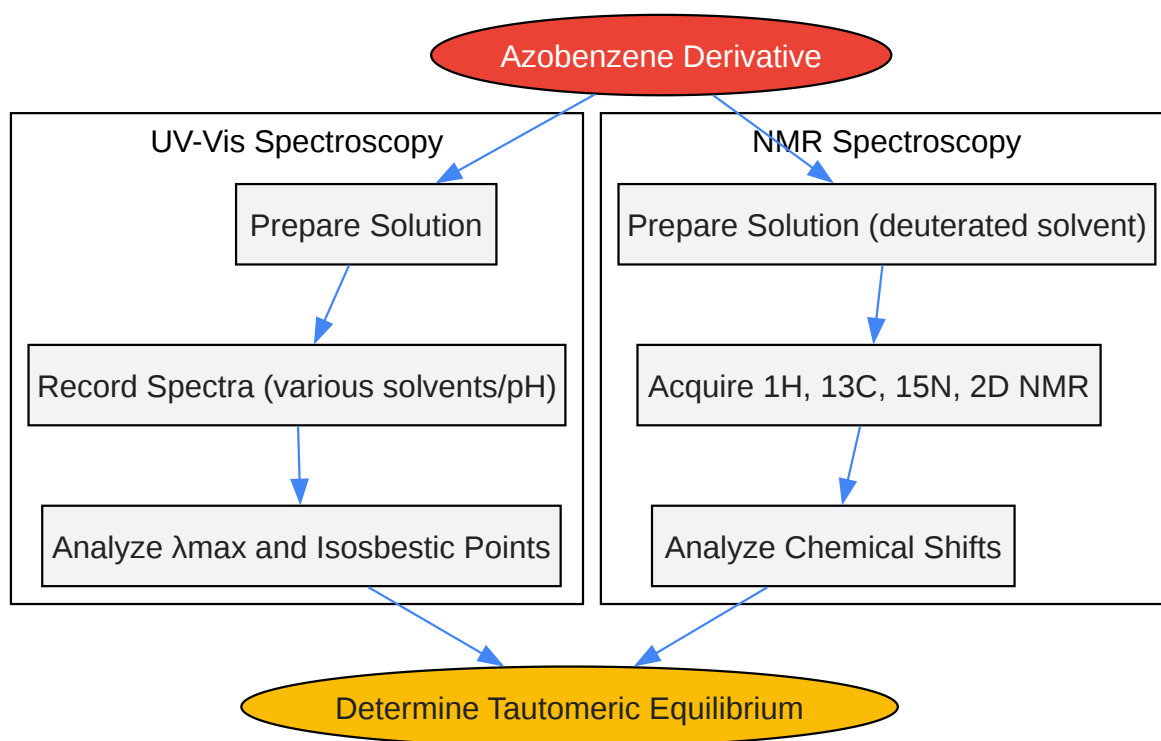 Azobenzene Derivative
UV-Vis Spectroscopy
Prepare Solution
Record Spectra (various solvents/pH)
Analyze λmax and Isosbestic Points
NMR Spectroscopy
Prepare Solution (deuterated solvent)
Acquire 1H, 13C, 15N, 2D NMR
Analyze Chemical Shifts
Determine Tautomeric Equilibrium